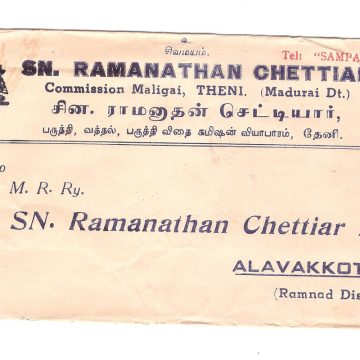 உ
சிவமயம்.
Tel: "SAMPA
SN. RAMANATHAN CHETTIA
Commission Maligai, THENI. (Madurai Dt.)
சின. ராமனாதன் செட்டியார்,
பருத்தி, வத்தல், பருத்தி விதை கமிஷன் வியாபாரம், தேனி.
M. R. Ry.
SN. Ramanathan Chettiar
ALAVAKKOT
(Ramnad Dis